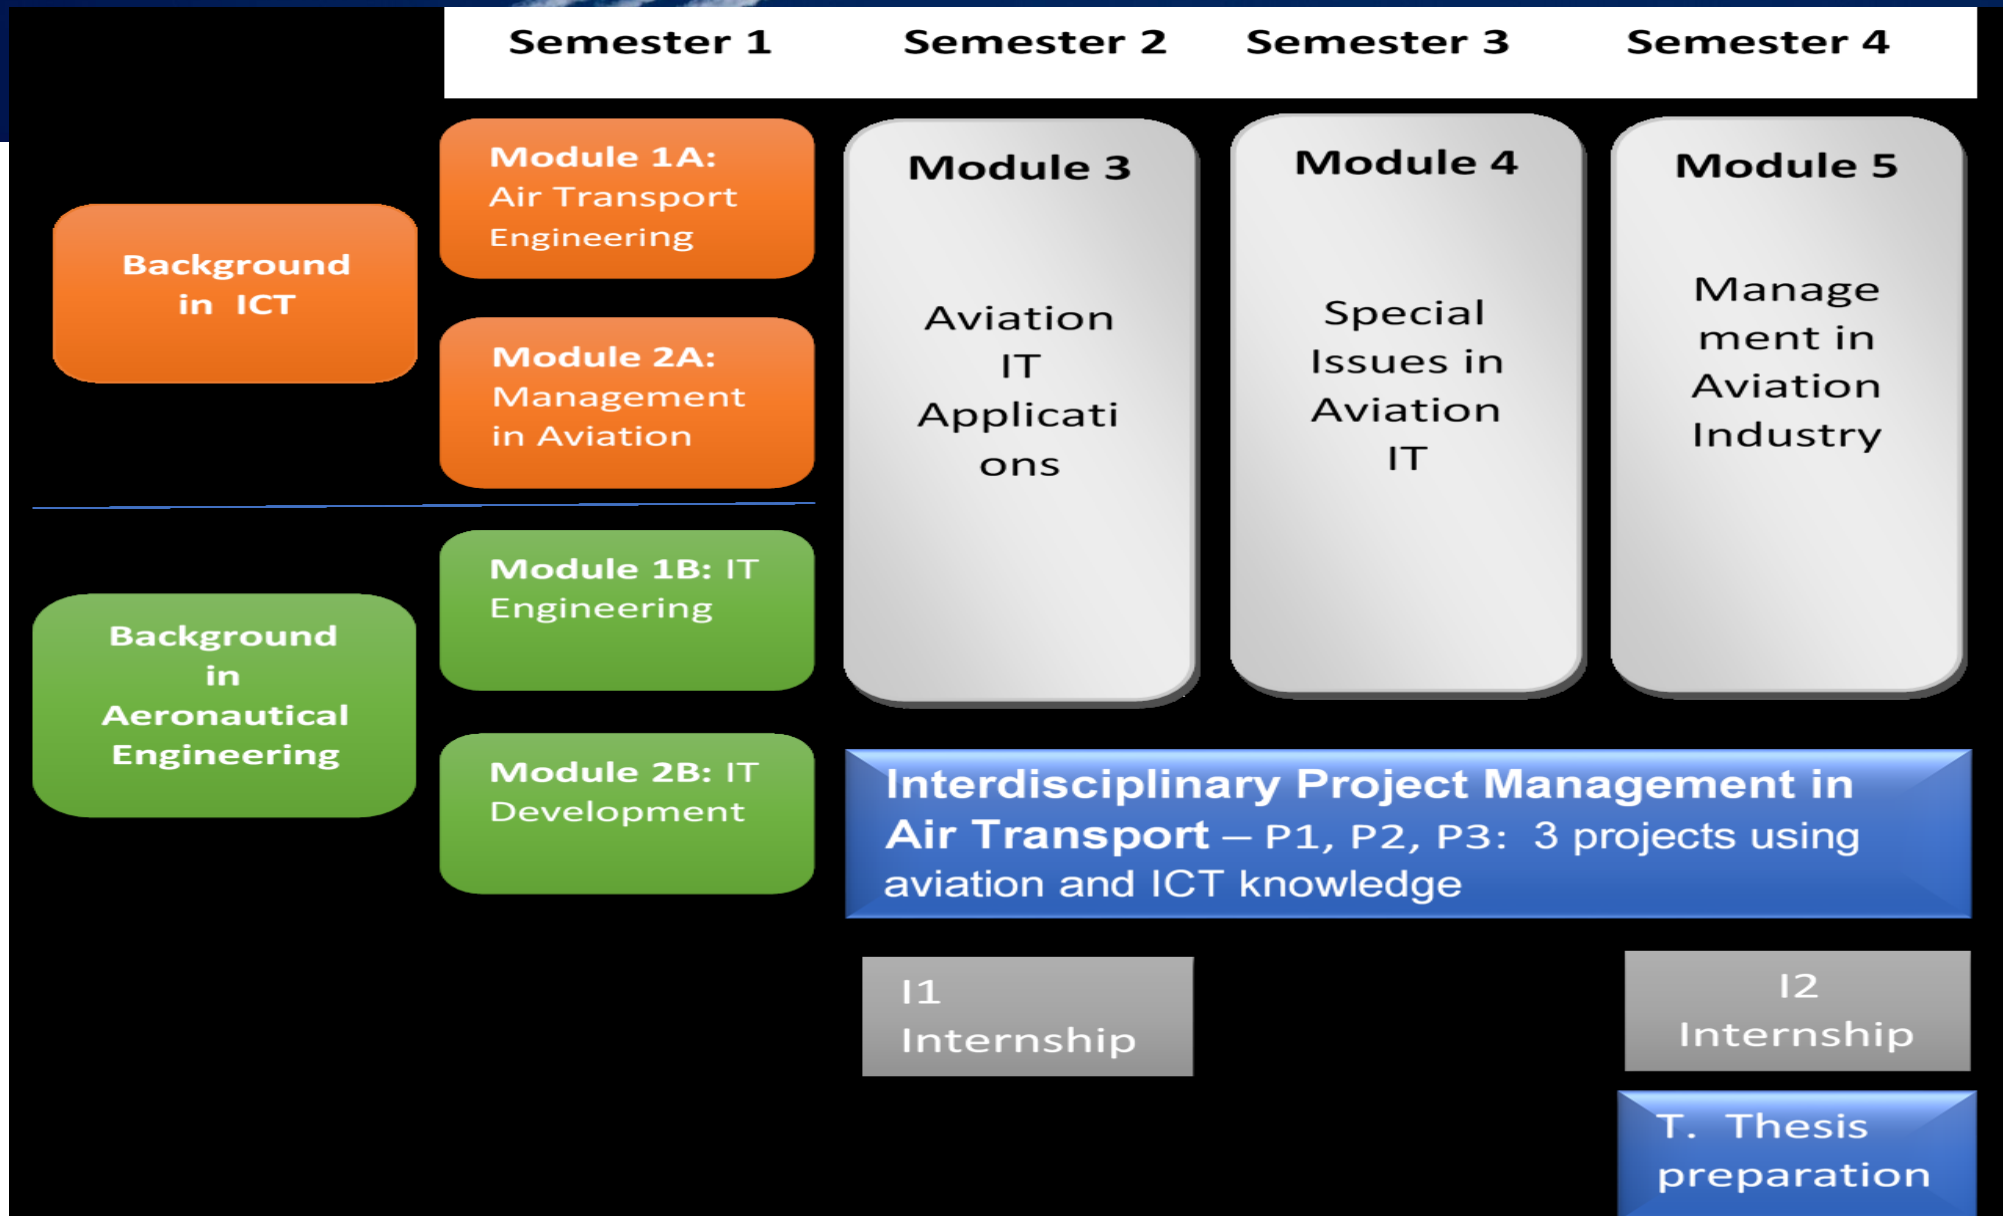 Semester 1 Semester 2 Semester 3 Semester 4
Background
in ICT
Module 1A:
Air Transport
Engineering
Module 2A:
Management
in Aviation
Background
in
Aeronautical
Engineering
Module 1B: IT
Engineering
Module 2B: IT
Development
Module 3
Aviation
IT
Applicati
ons
Module 4
Special
Issues in
Aviation
IT
Module 5
Manage
ment in
Aviation
Industry
Interdisciplinary Project Management in
Air Transport – P1, P2, P3: 3 projects using
aviation and ICT knowledge
I1
Internship
I2
Internship
T. Thesis
preparation